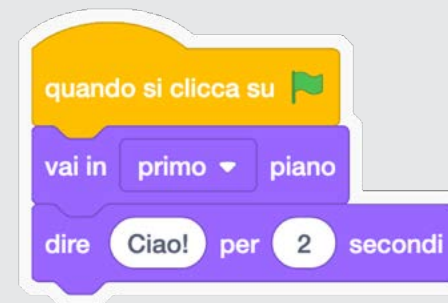 quando si clicca su
vai in primo piano
dire Ciao! per 2 secondi